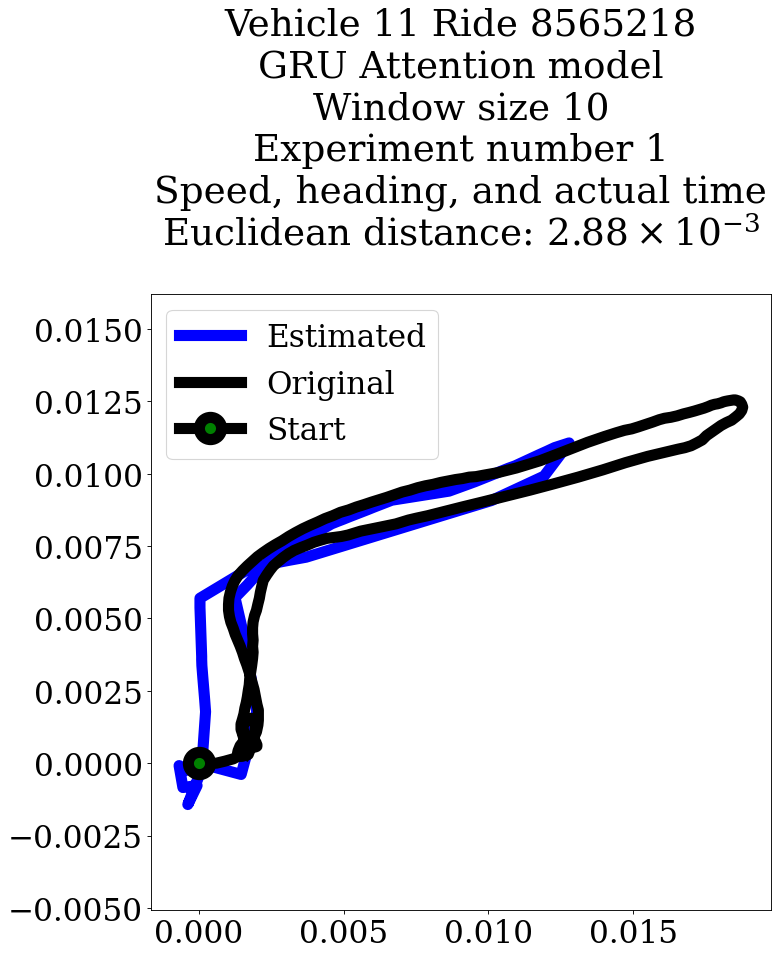 Vehicle 11 Ride 8565218
GRU Attention model
Window size 10
Experiment number 1
Speed, heading, and actual time
Euclidean distance: 2.88 × 10⁻³
Estimated
Original
Start
0.0150
0.0125
0.0100
0.0075
0.0050
0.0025
0.0000
−0.0025
−0.0050
0.000 0.005 0.010 0.015